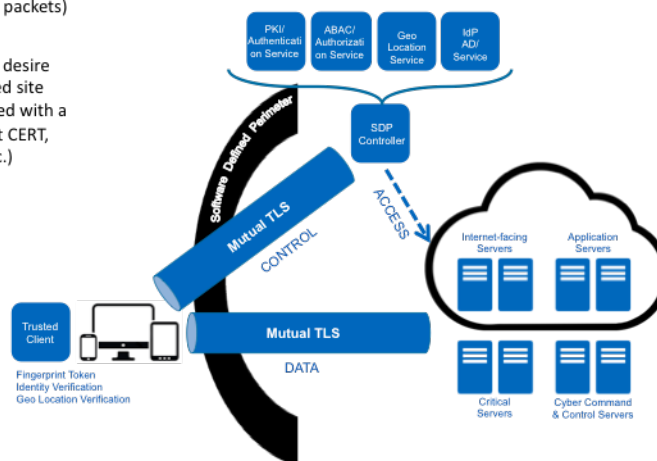 packets)
desire
ed site
ed with a
t CERT,
c.)
PKI/
Authenticati
on Service
ABAC/
Authorizati
on Service
Geo
Location
Service
IdP
AD/
Service
SDP
Controller
Software Defined Perimeter
Mutual TLS
CONTROL
ACCESS
Internet-facing
Servers
Application
Servers
Trusted
Client
Mutual TLS
DATA
Fingerprint Token
Identity Verification
Geo Location Verification
Critical
Servers
Cyber Command
& Control Servers